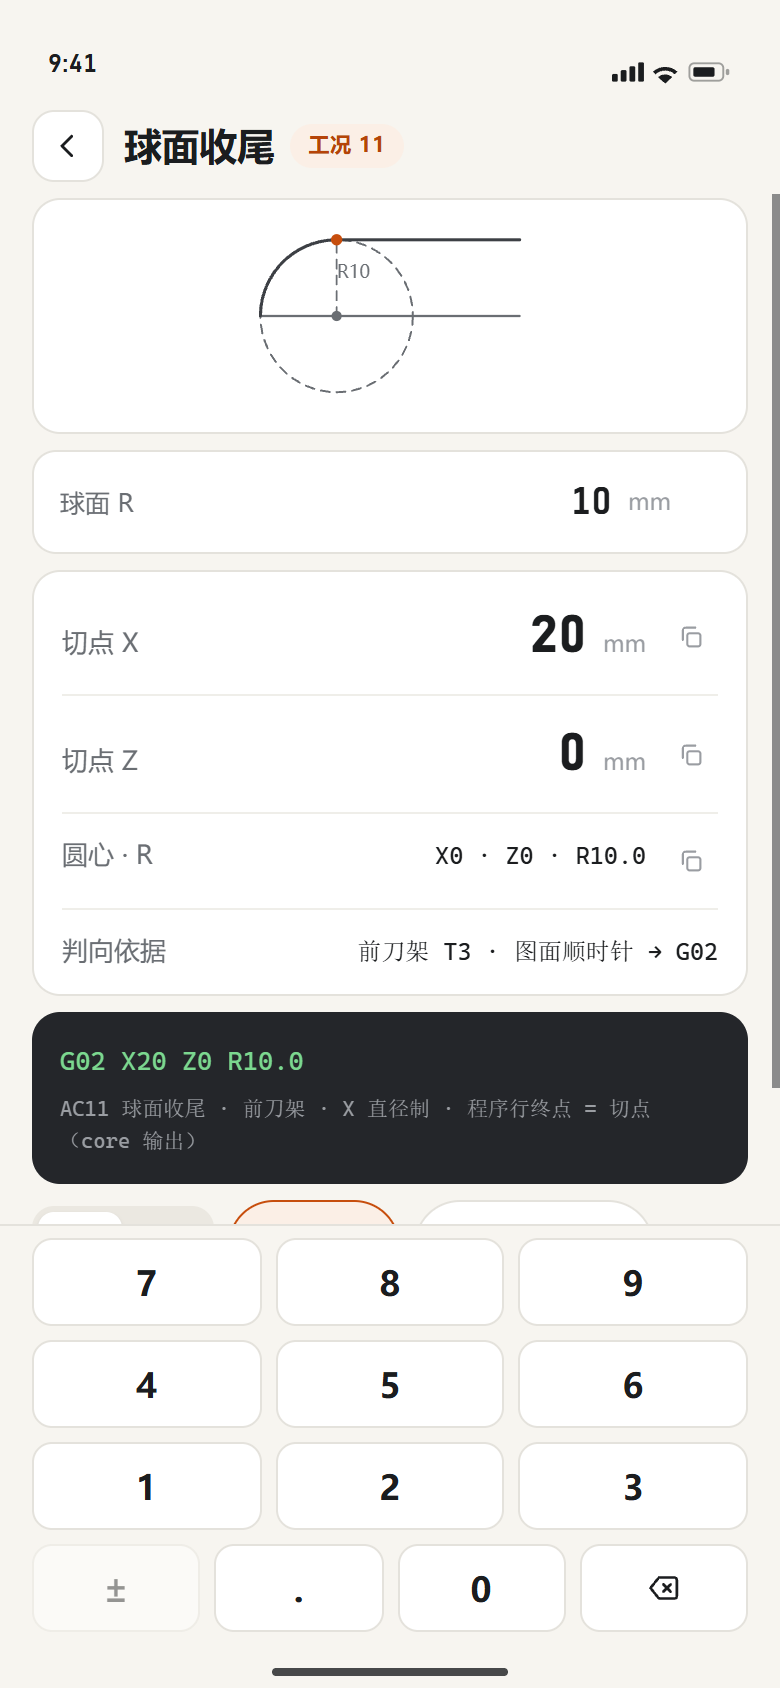 9:41
球面收尾 工况 11
R10
球面 R 10 mm
切点 X 20 mm
切点 Z 0 mm
圆心 · R X0 · Z0 · R10.0
判向依据 前刀架 T3 · 图面顺时针 → G02
G02 X20 Z0 R10.0
AC11 球面收尾 · 前刀架 · X 直径制 · 程序行终点 = 切点
（core 输出）
7 8 9
4 5 6
1 2 3
± . 0